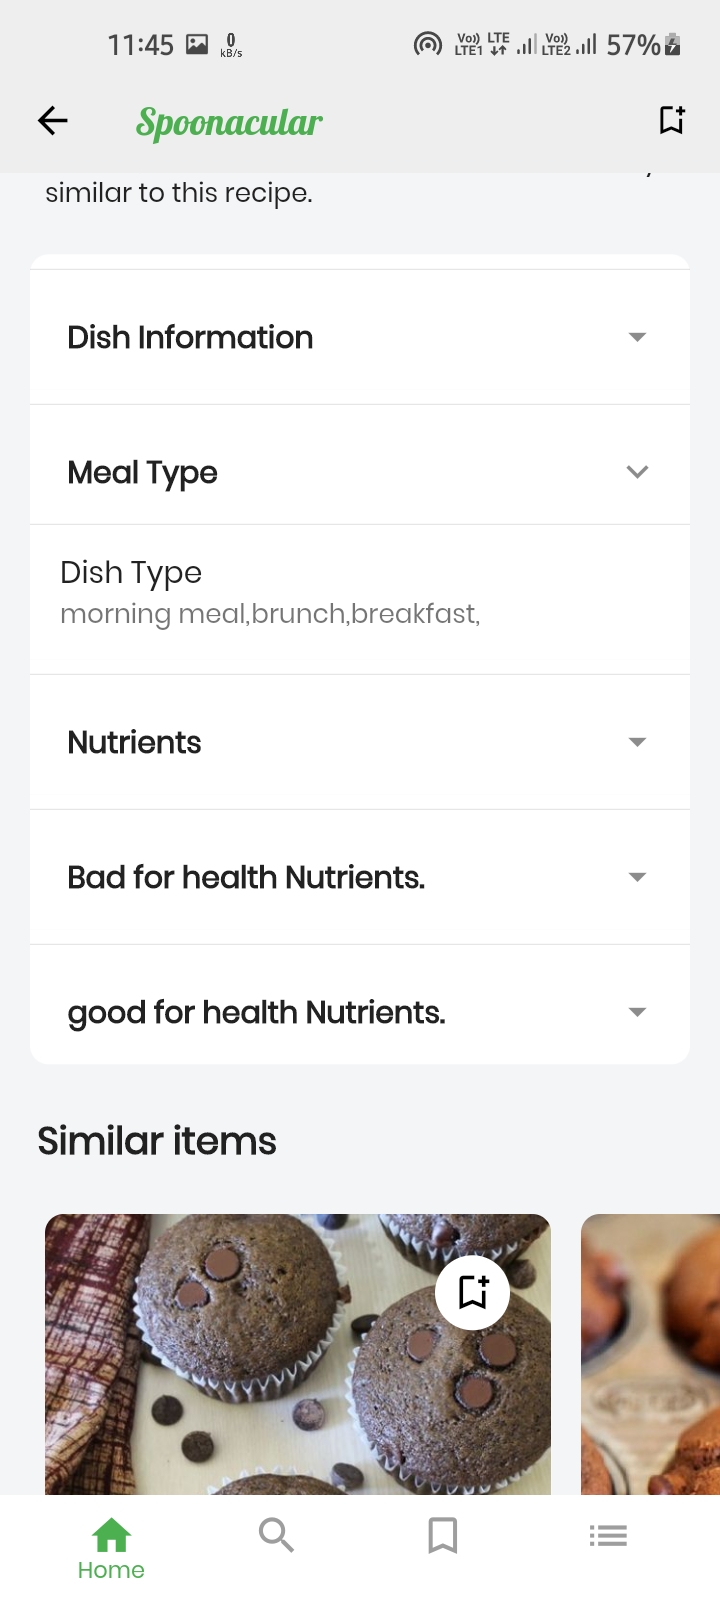 11:45 0 kB/s Vo)) LTE1 LTE Vo)) LTE2 57%
Spoonacular
similar to this recipe.
Dish Information
Meal Type
Dish Type
morning meal,brunch,breakfast,
Nutrients
Bad for health Nutrients.
good for health Nutrients.
Similar items
Home